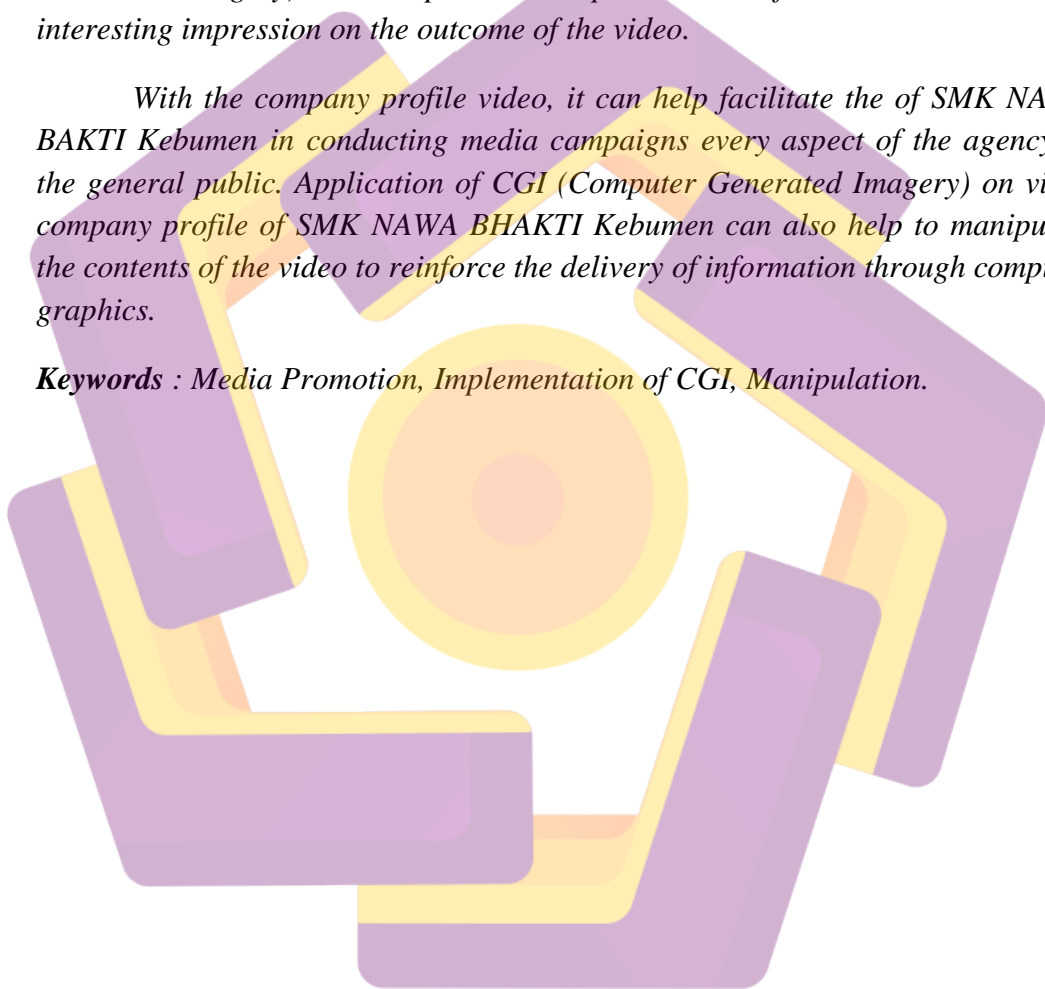 interesting impression on the outcome of the video.
With the company profile video, it can help facilitate the of SMK NA
BAKTI Kebumen in conducting media campaigns every aspect of the agency
the general public. Application of CGI (Computer Generated Imagery) on vi
company profile of SMK NAWA BHAKTI Kebumen can also help to manipu
the contents of the video to reinforce the delivery of information through comp
graphics.
Keywords : Media Promotion, Implementation of CGI, Manipulation.